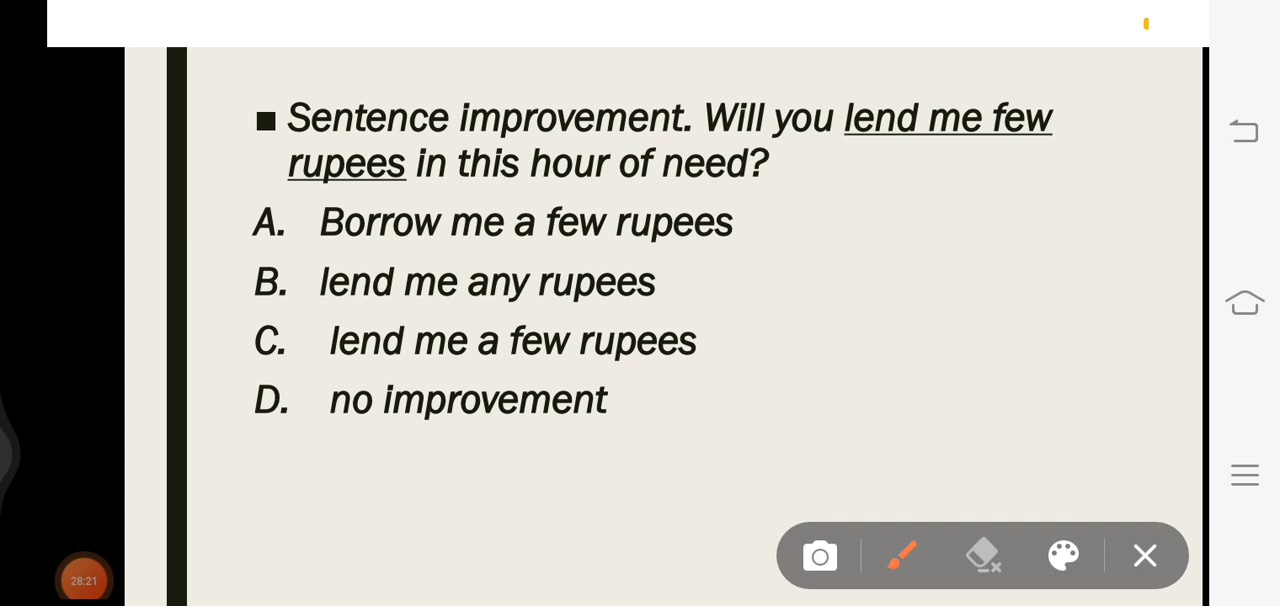 Sentence improvement. Will you lend me few
rupees in this hour of need?
A. Borrow me a few rupees
B. lend me any rupees
C. lend me a few rupees
D. no improvement
28:21